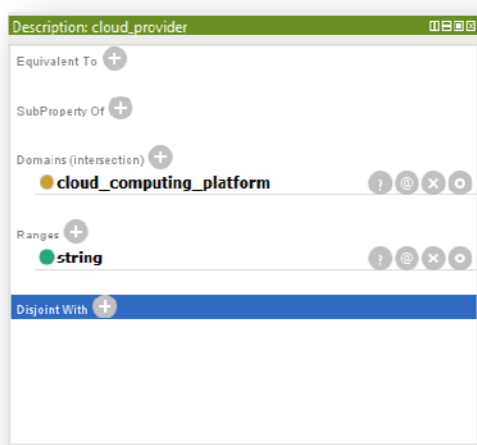 Description: cloud_provider
Equivalent To
SubProperty Of
Domains (intersection)
cloud_computing_platform
? @
Ranges
string
? @
Disjoint With